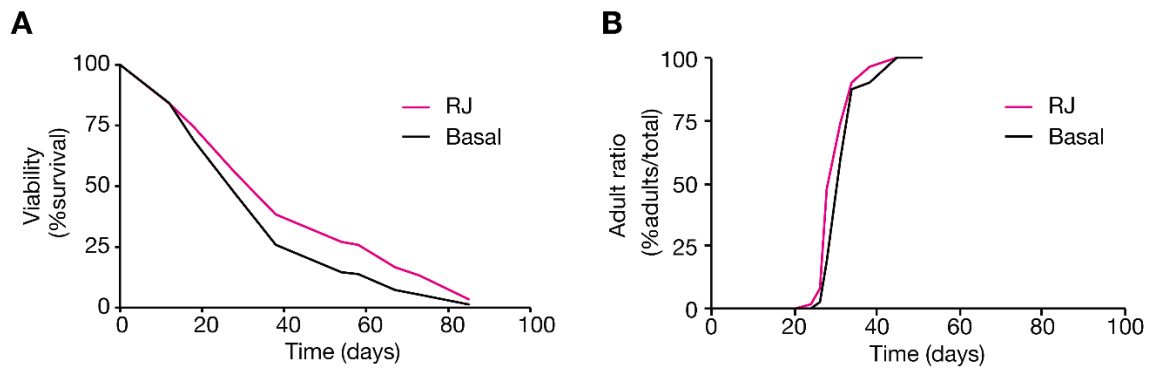 A
Viability
(%survival)
100
75
50
25
0
0 20 40 60 80 100
Time (days)
RJ
Basal
B
Adult ratio
(%adults/total)
100
75
50
25
0
0 20 40 60 80 100
Time (days)
RJ
Basal